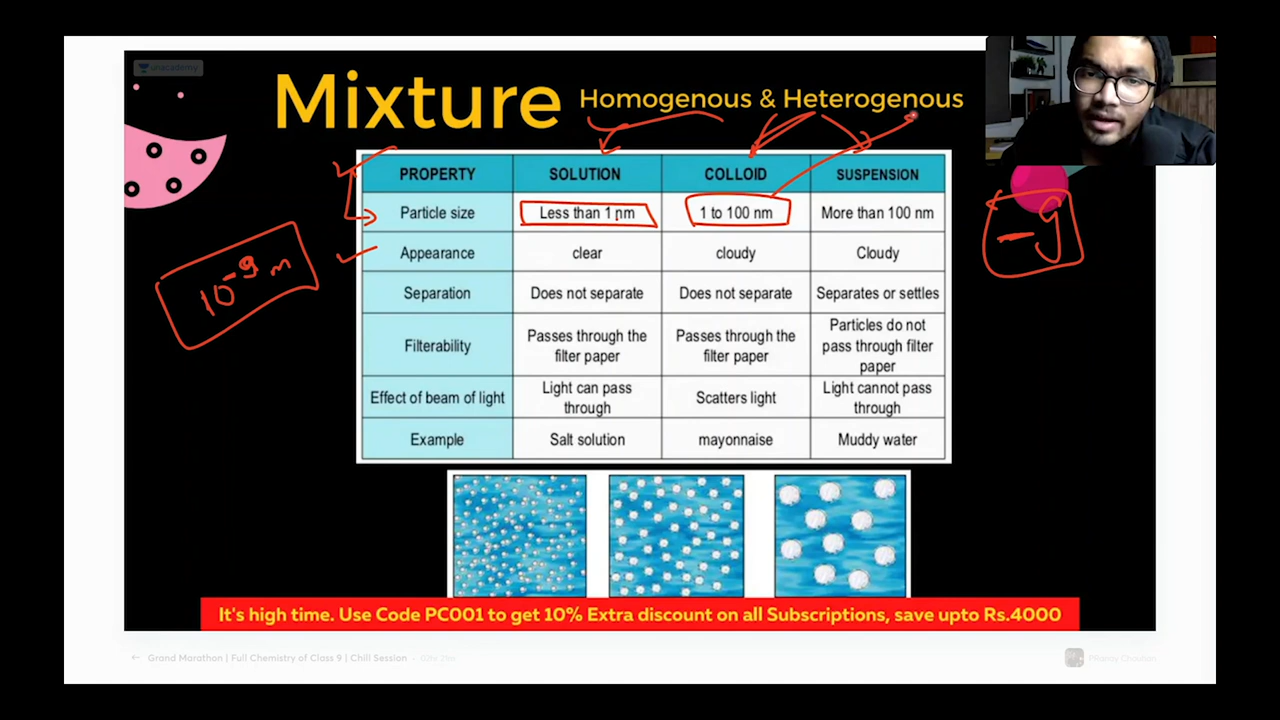 unacademy
Mixture Homogenous & Heterogenous
PROPERTY SOLUTION COLLOID SUSPENSION
Particle size Less than 1 nm 1 to 100 nm More than 100 nm
Appearance clear cloudy Cloudy
Separation Does not separate Does not separate Separates or settles
Filterability Passes through the filter paper Passes through the filter paper Particles do not pass through filter paper
Effect of beam of light Light can pass through Scatters light Light cannot pass through
Example Salt solution mayonnaise Muddy water
10⁻⁹ m
-9
It's high time. Use Code PC001 to get 10% Extra discount on all Subscriptions, save upto Rs.4000
Grand Marathon | Full Chemistry of Class 9 | Chill Session